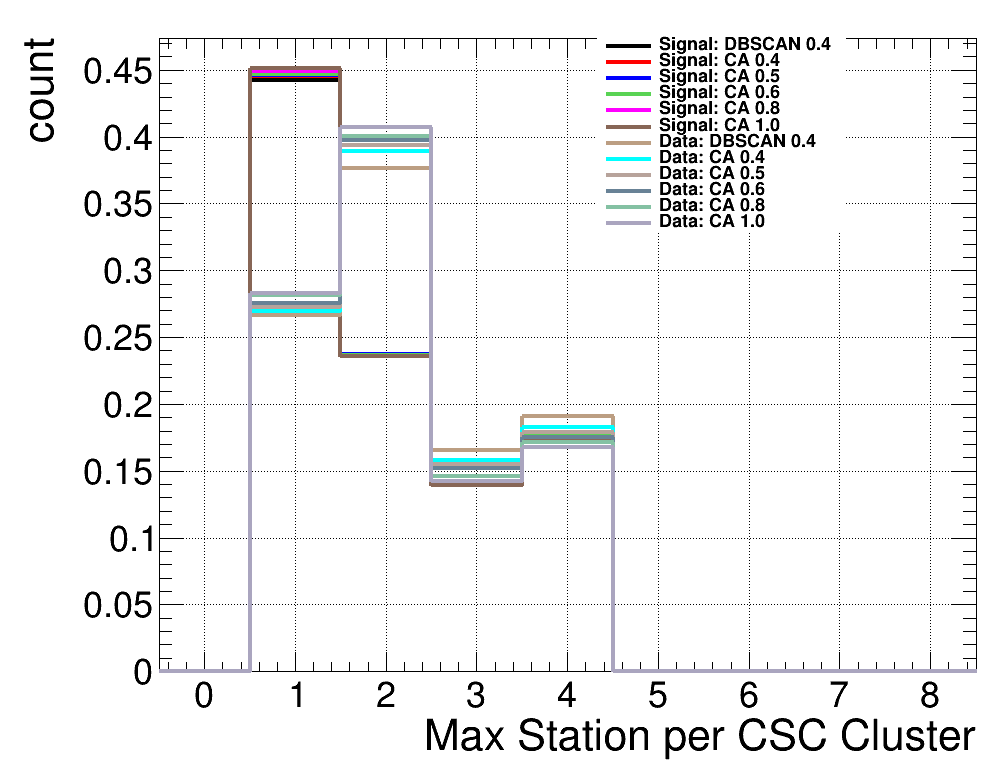 count
0.45
0.4
0.35
0.3
0.25
0.2
0.15
0.1
0.05
0
Signal: DBSCAN 0.4
Signal: CA 0.4
Signal: CA 0.5
Signal: CA 0.6
Signal: CA 0.8
Signal: CA 1.0
Data: DBSCAN 0.4
Data: CA 0.4
Data: CA 0.5
Data: CA 0.6
Data: CA 0.8
Data: CA 1.0
0 1 2 3 4 5 6 7 8
Max Station per CSC Cluster